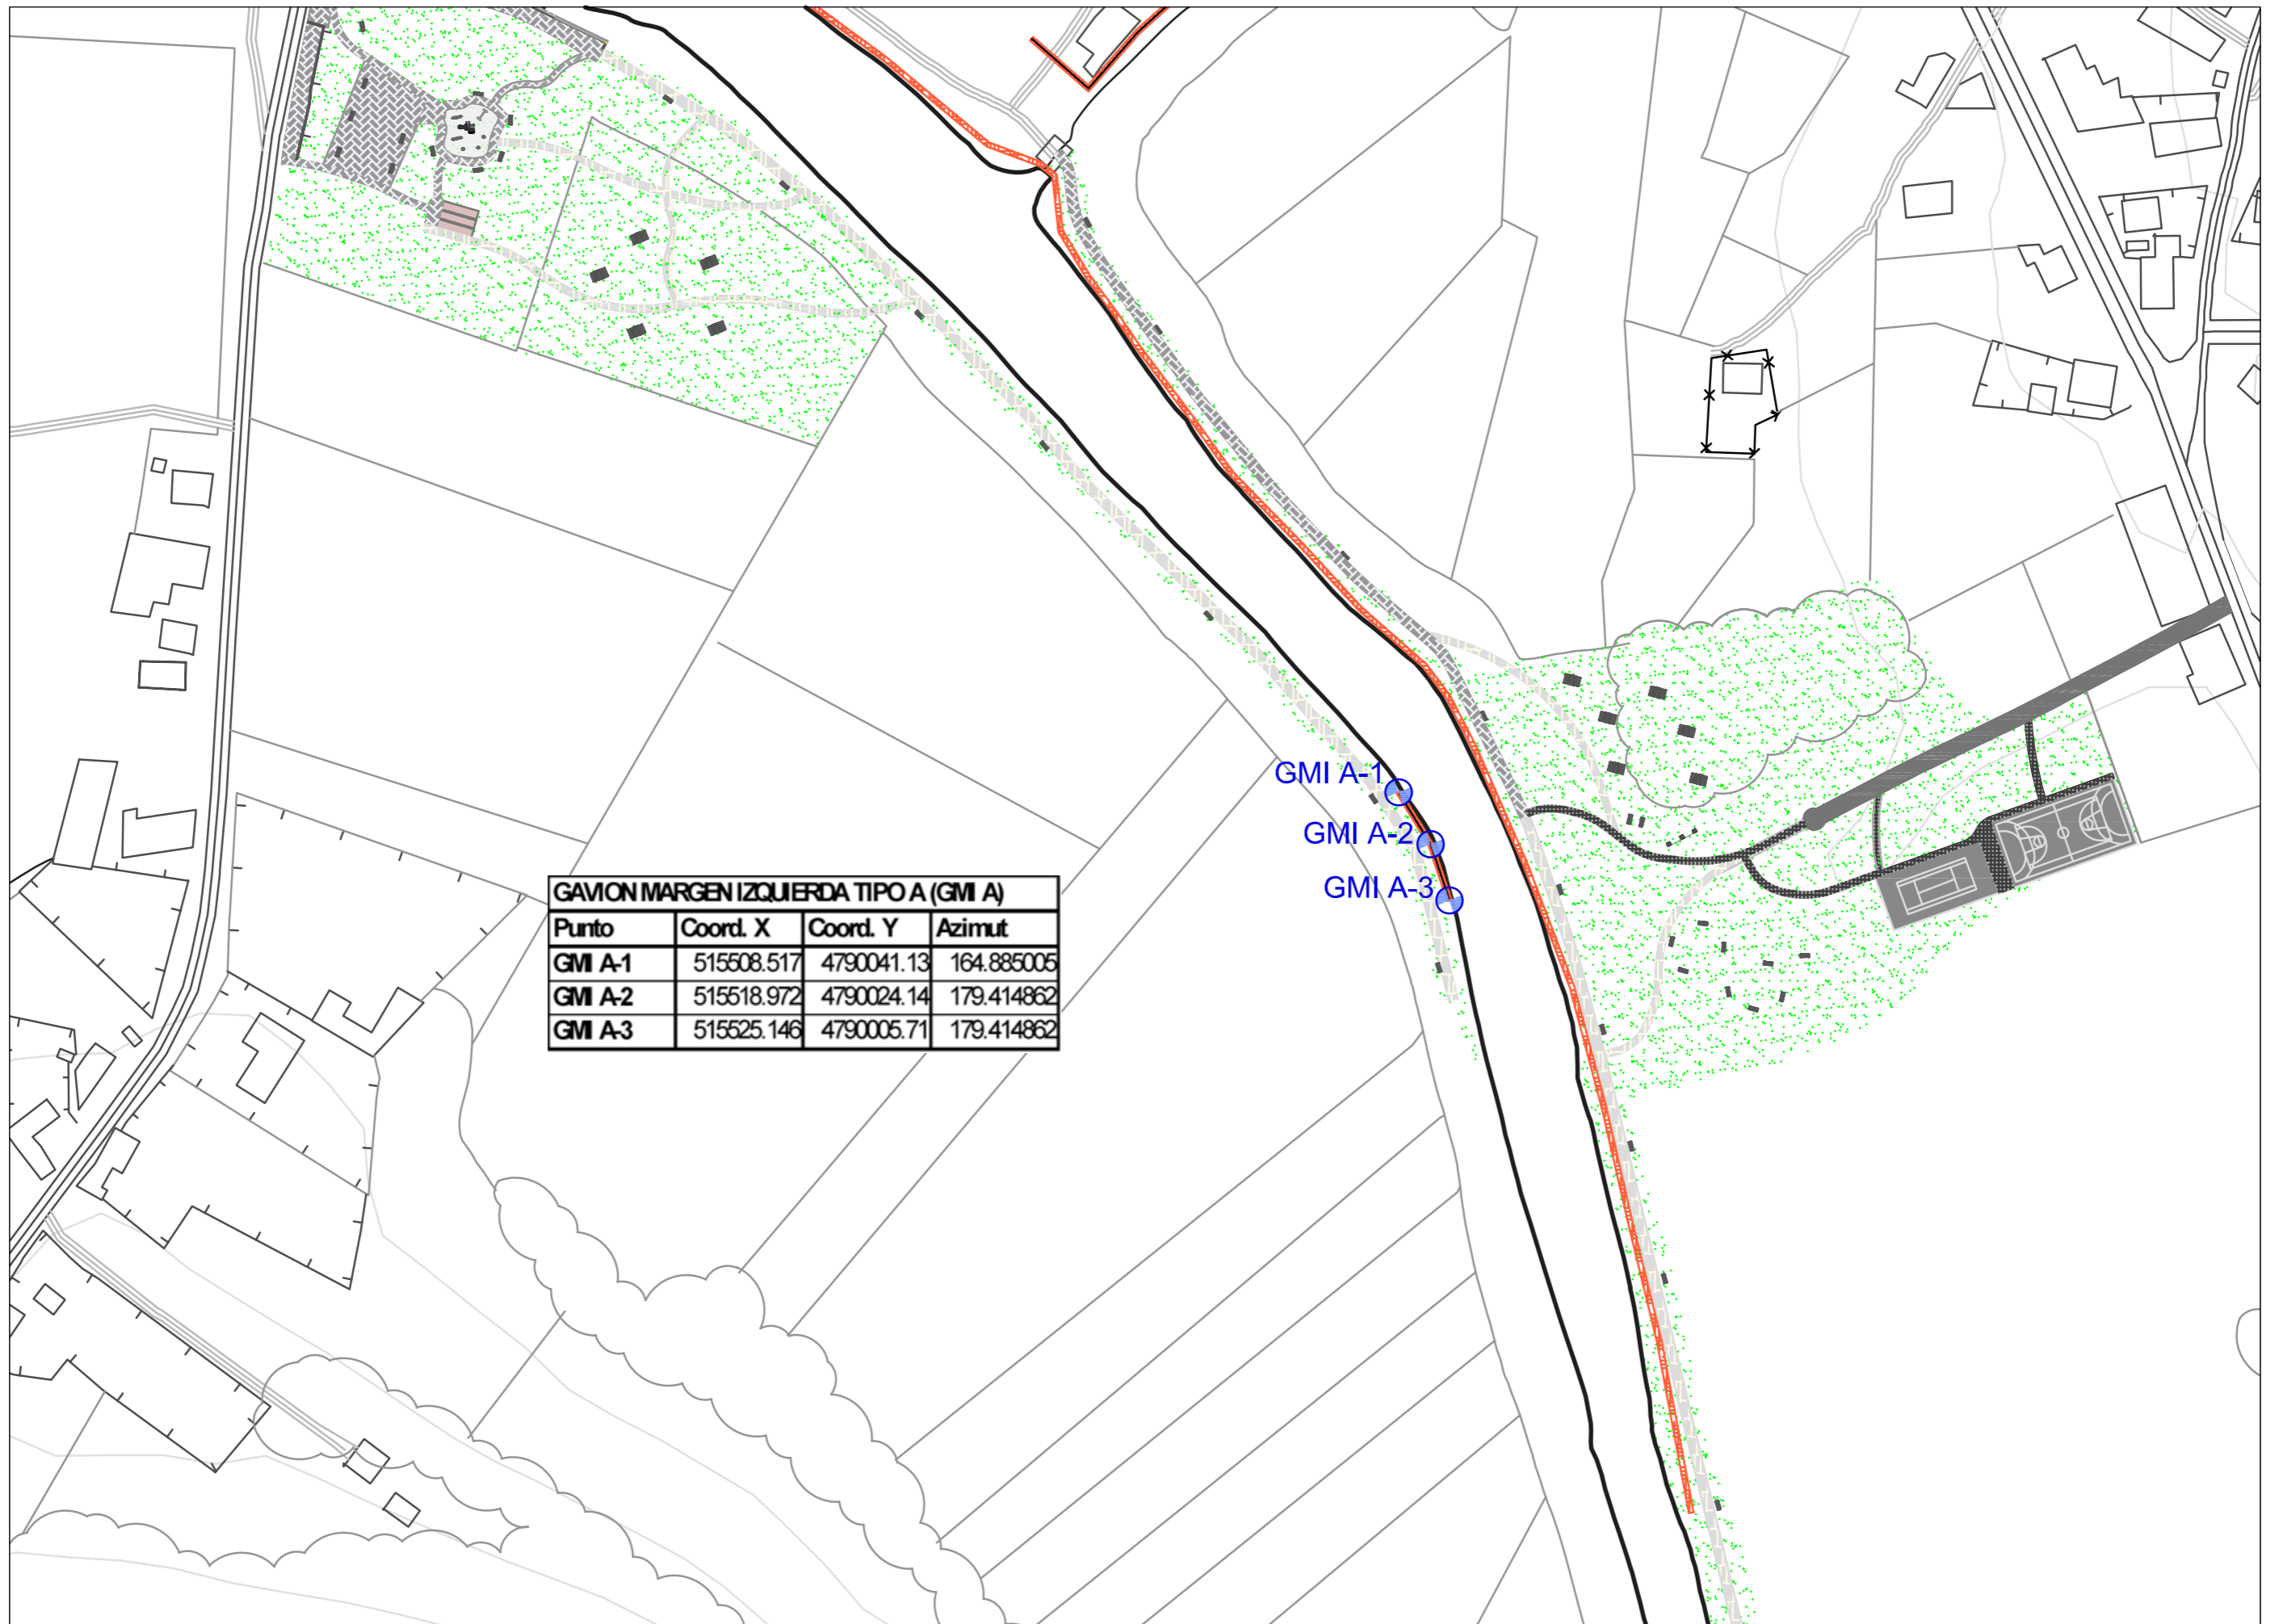 GMI A-1
GMI A-2
GMI A-3
GAVION MARGEN IZQUIERDA TIPO A (GMI A)
Punto Coord. X Coord. Y Azimut
GMI A-1 515508.517 4790041.13 164.885005
GMI A-2 515518.972 4790024.14 179.414862
GMI A-3 515525.146 4790005.71 179.414862